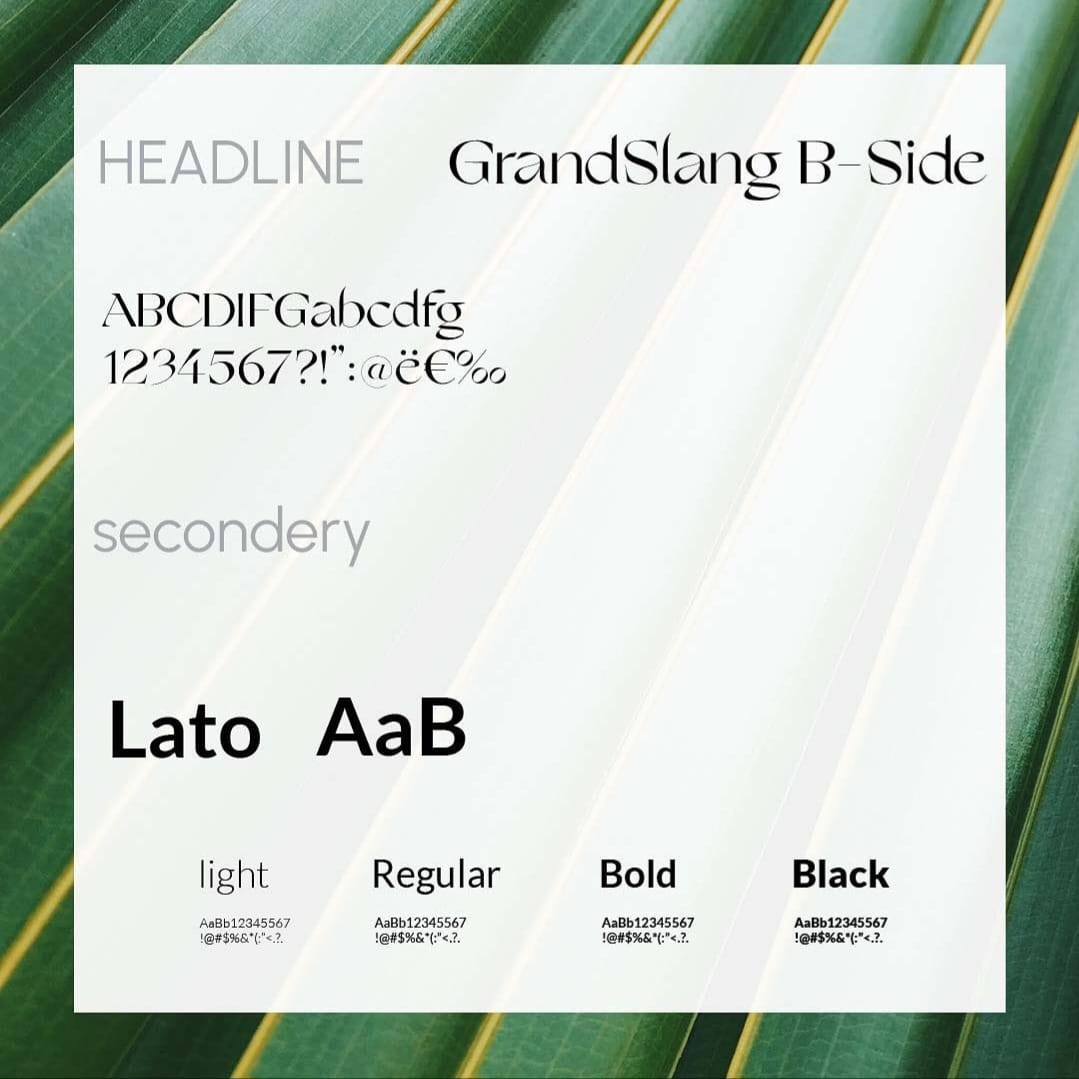 HEADLINE GrandSlang B-Side
ABCDIFGabcdfg
1234567?!":@ë€‰
secondery
Lato AaB
light Regular Bold Black
AaBb12345567 AaBb12345567 AaBb12345567 AaBb12345567
!@#$%&*(:"<.?. !@#$%&*(:"<.?. !@#$%&*(:"<.?. !@#$%&*(:"<.?.